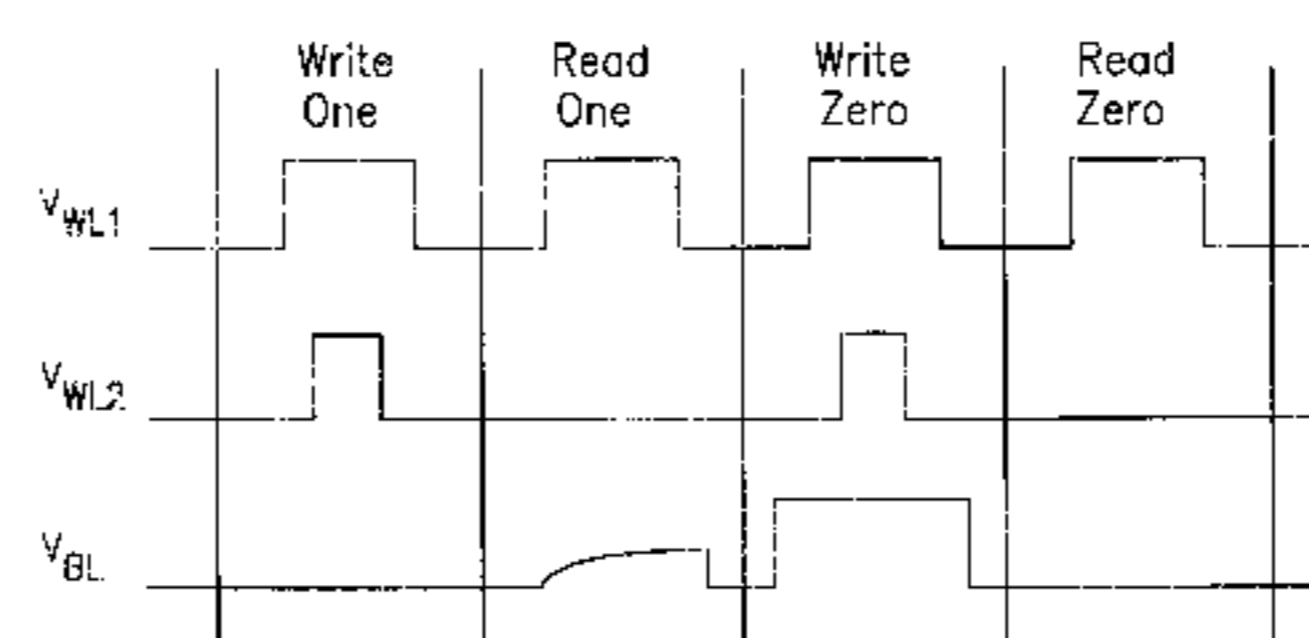 Write Read Write Read
One One Zero Zero
VWL1
VWL2
VBL